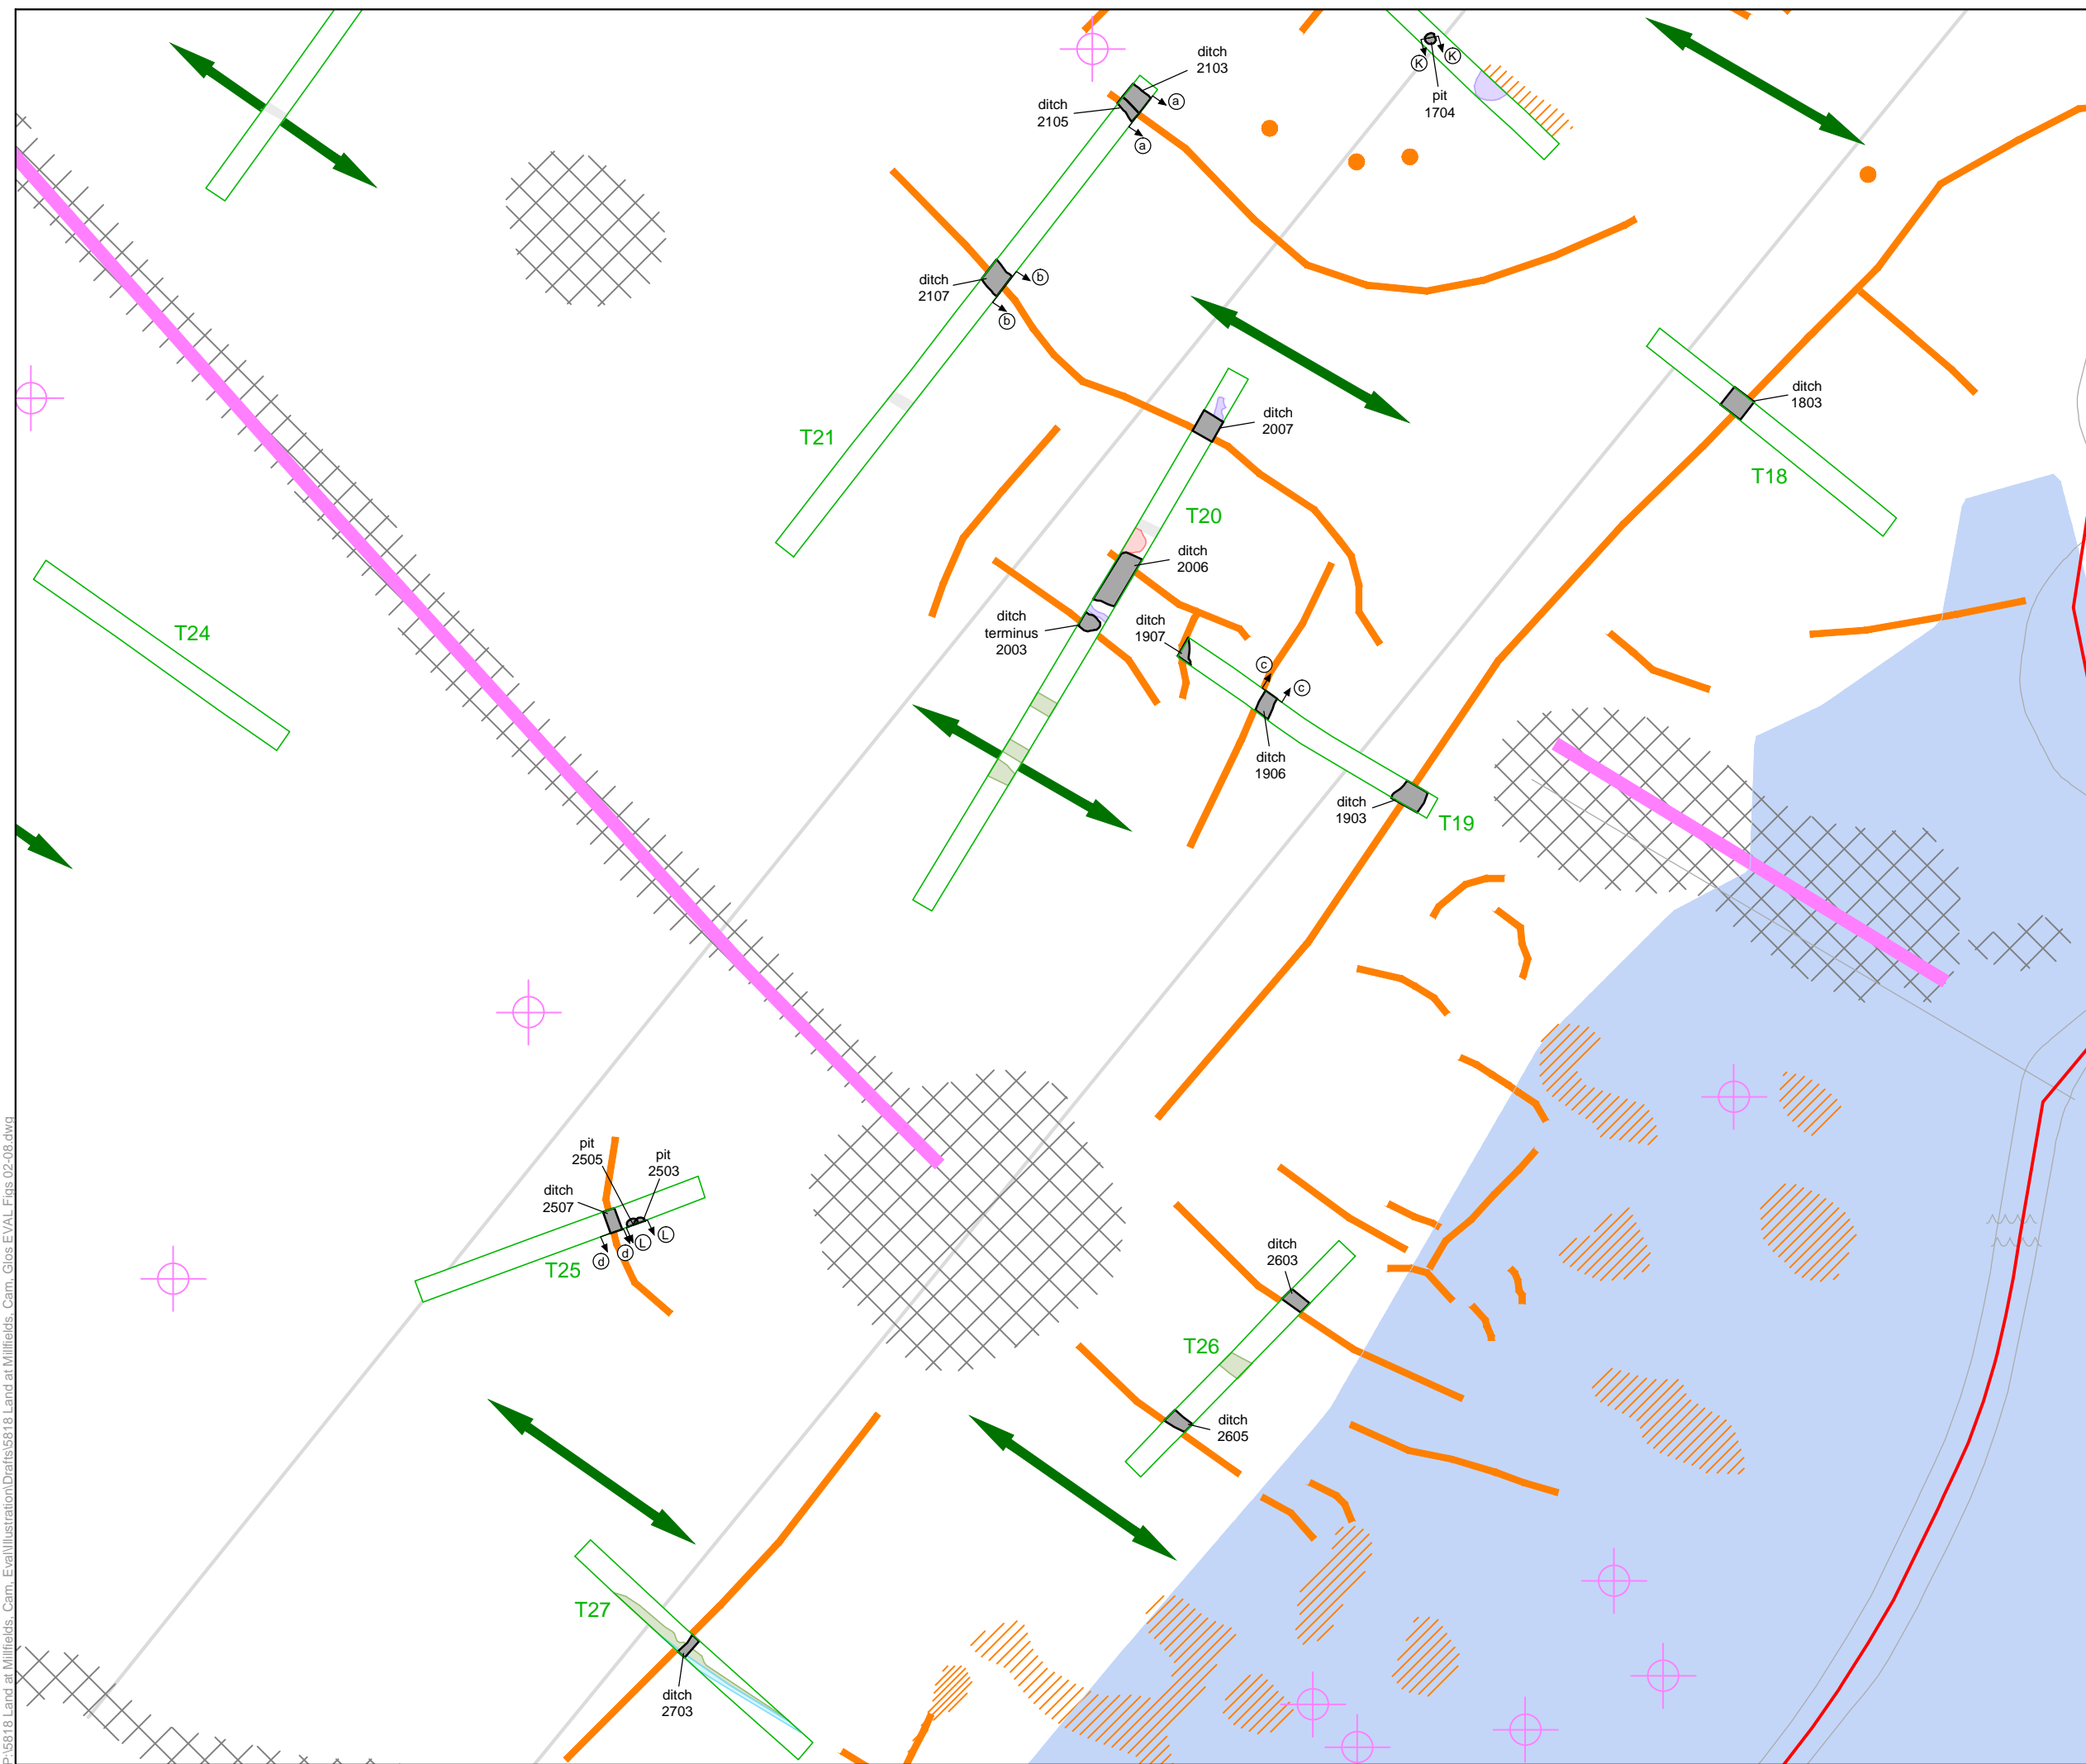 ditch
2103
ditch
2105
a
a
K
K
pit
1704
ditch
2107
b
b
T21
ditch
2007
ditch
1803
T18
T20
ditch
2006
T24
ditch
terminus
2003
ditch
1907
c
c
ditch
1906
ditch
1903
T19
pit
2505
pit
2503
ditch
2507
L
L
d
d
T25
ditch
2603
T26
ditch
2605
T27
ditch
2703
P:\5818 Land at Millfields, Cam, Eval\Illustration\Drafts\5818 Land at Millfields, Cam, Glos EVAL Figs 02-08.dwg